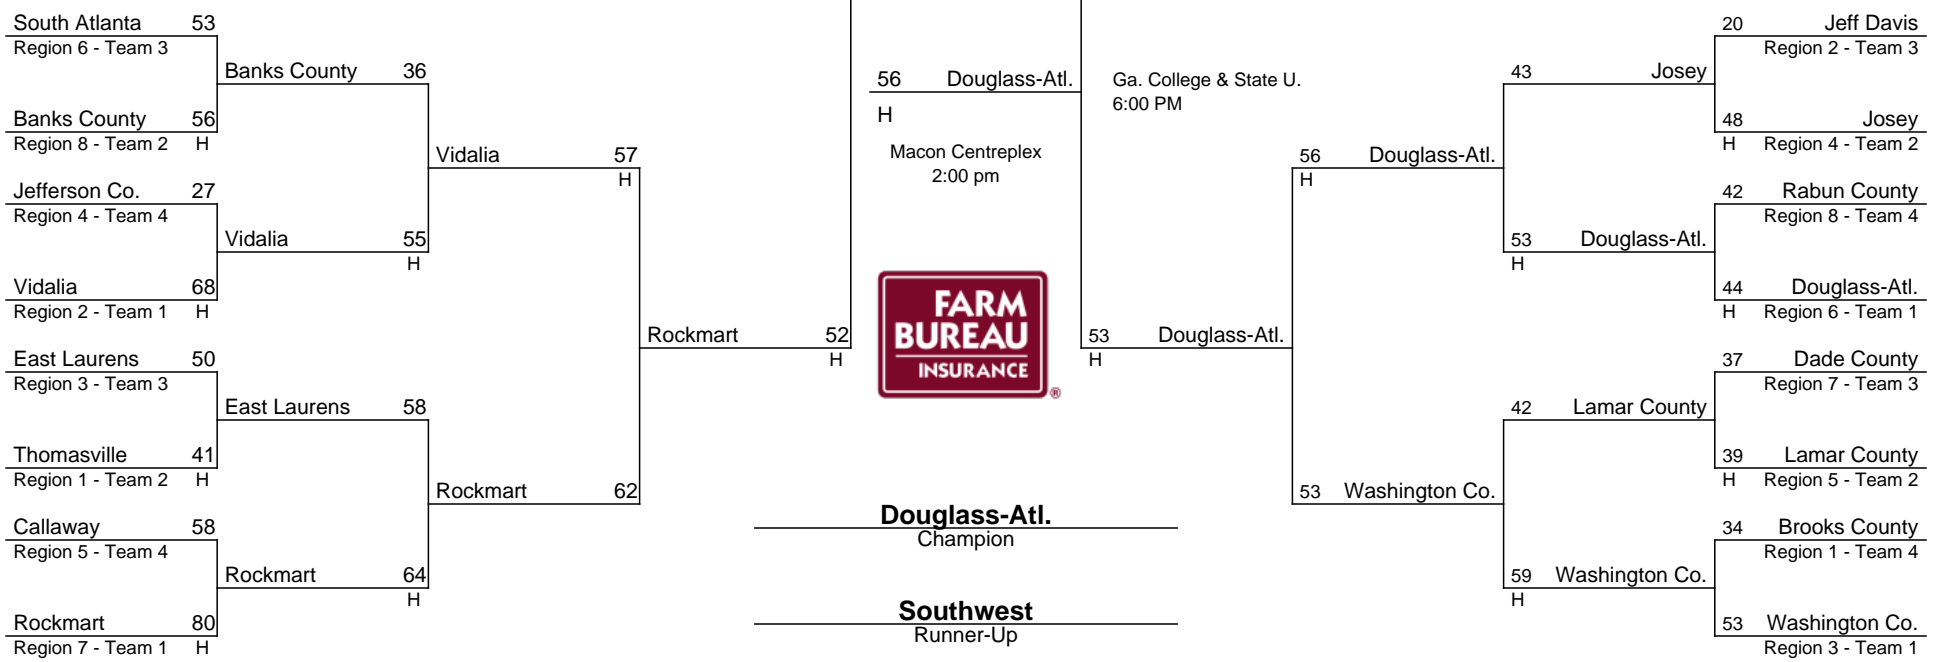 South Atlanta 53
Region 6 - Team 3
Banks County 36
Banks County 56
Region 8 - Team 2 H
Vidalia 57
H
Jefferson Co. 27
Region 4 - Team 4
Vidalia 55
H
Vidalia 68
Region 2 - Team 1 H
Rockmart 52
H
East Laurens 50
Region 3 - Team 3
East Laurens 58
Thomasville 41
Region 1 - Team 2 H
Rockmart 62
Callaway 58
Region 5 - Team 4
Rockmart 64
H
Rockmart 80
Region 7 - Team 1 H
56 Douglass-Atl.
H
Macon Centreplex
2:00 pm
Ga. College & State U.
6:00 PM
FARM
BUREAU
INSURANCE
®
53 Douglass-Atl.
H
Douglass-Atl.
Champion
Southwest
Runner-Up
20 Jeff Davis
Region 2 - Team 3
43 Josey
48 Josey
H Region 4 - Team 2
56 Douglass-Atl.
H
42 Rabun County
Region 8 - Team 4
53 Douglass-Atl.
H
44 Douglass-Atl.
H Region 6 - Team 1
37 Dade County
Region 7 - Team 3
42 Lamar County
39 Lamar County
H Region 5 - Team 2
53 Washington Co.
34 Brooks County
Region 1 - Team 4
59 Washington Co.
H
53 Washington Co.
Region 3 - Team 1